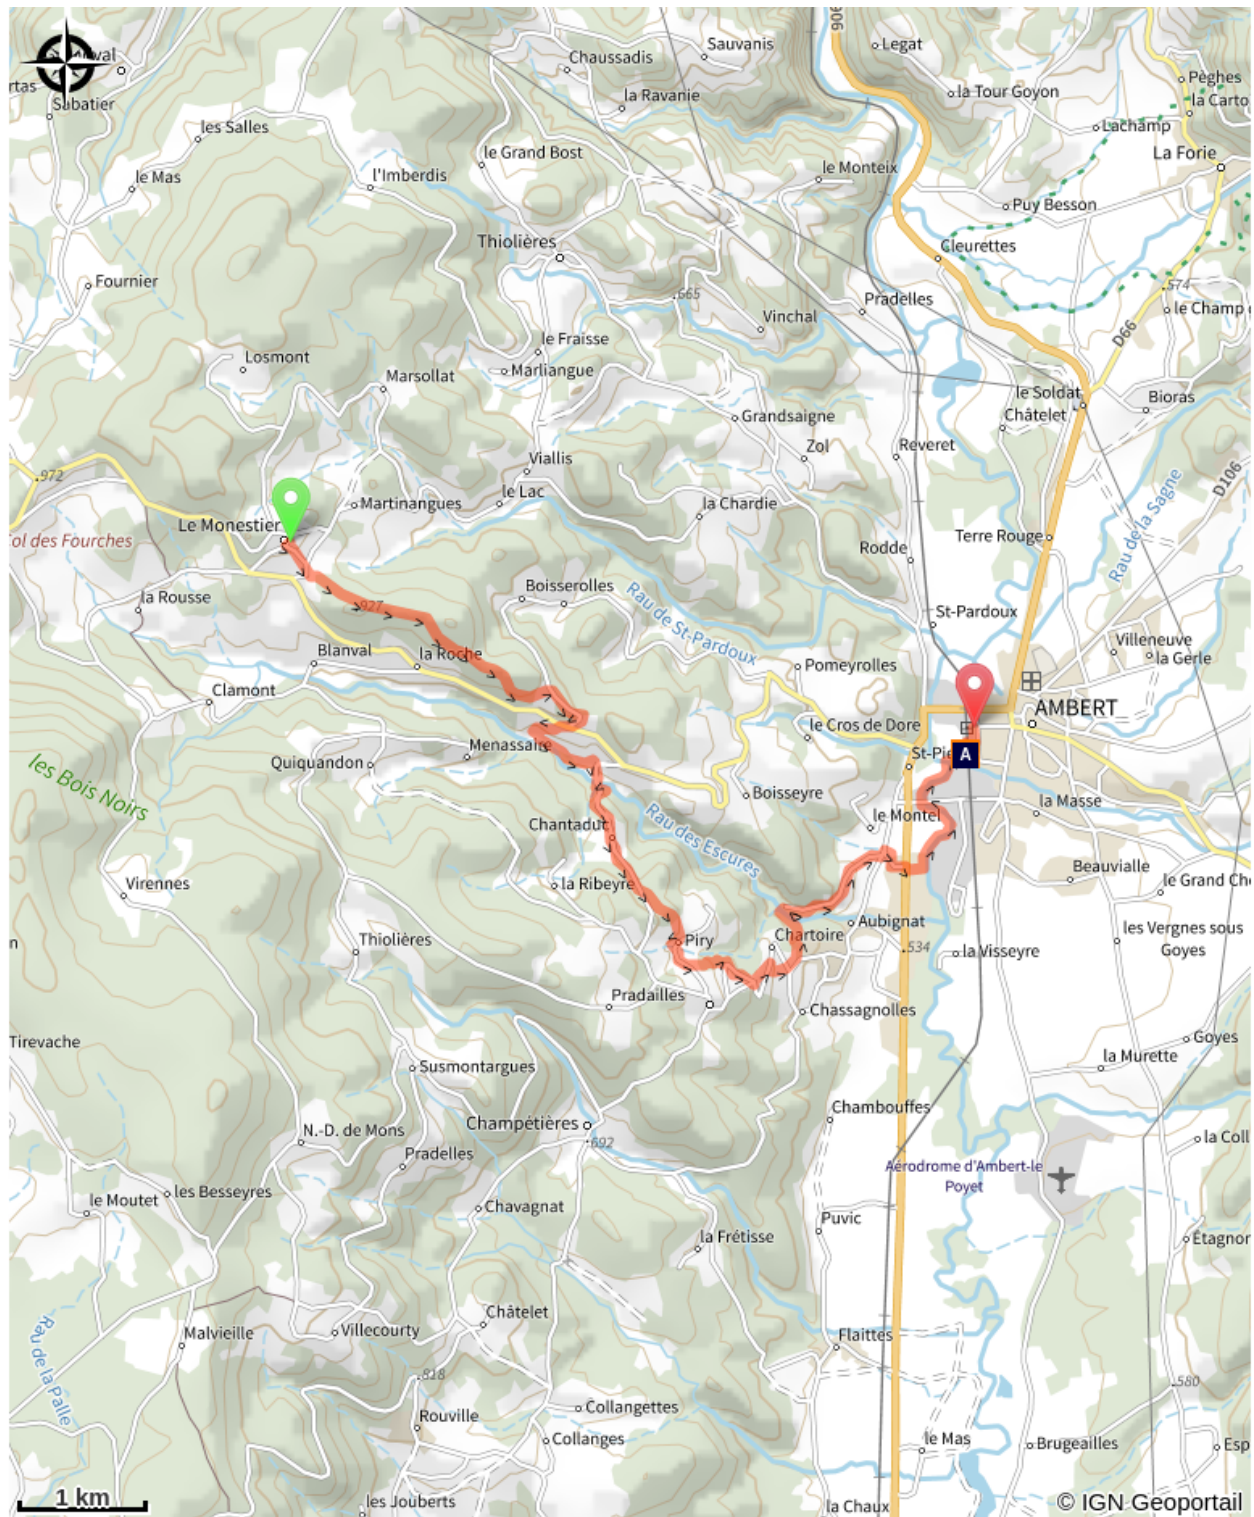 Sauvanis
Legat
Chaussadis
Pèghes
906
la Ravanie
la Tour Goyon
la Carto
Sabatier
les Salles
Lachamp
le Grand Bost
La Forie
l'Imberdis
le Monteix
le Mas
Puy Besson
Thiolières
Cleurettes
Fournier
665
574
Pradelles
le Champ
Vinchal
D66
le Fraisse
Losmont
Marsollat
Marliangue
le Soldat
Bioras
Châtelet
Grandsaigne
Zol
Reveret
Viallis
972
D106
Martinangues
le Lac
la Chardie
Le Monestier
Col des Fourches
Rodde
Terre Rouge
Rau de la Sagne
Boisserolles
la Rousse
927
Rau de St-Pardoux
St-Pardoux
Blanval
la Roche
Villeneuve
la Gerle
Pomeyrolles
Clamont
AMBERT
le Cros de Dore
Menassaire
St-Pie
A
Quiquandon
les Bois Noirs
Boisseyre
la Masse
Chantadut
Rau des Escures
le Montel
Beauvialle
Virennes
la Ribeyre
le Grand Che
Aubignat
les Vergnes sous
Goyes
Thiolières
Piry
Chartoire
534
la Visseyre
Pradailles
Chassagnolles
Tirevache
Goyes
la Murette
Susmontargues
Champétières
Chambouffes
N.-D. de Mons
692
la Coll
Pradelles
Aérodrome d'Ambert-le
Poyet
le Moutet
les Besseyres
Chavagnat
Puvic
la Frétisse
Étagnon
Châtelet
Malvieille
Villecourty
Flaittes
Rau de la Palle
818
580
Collangettes
Rouville
Collanges
le Mas
Brugeailles
Esp
1 km
les Jouberts
la Chaux
© IGN Geoportail